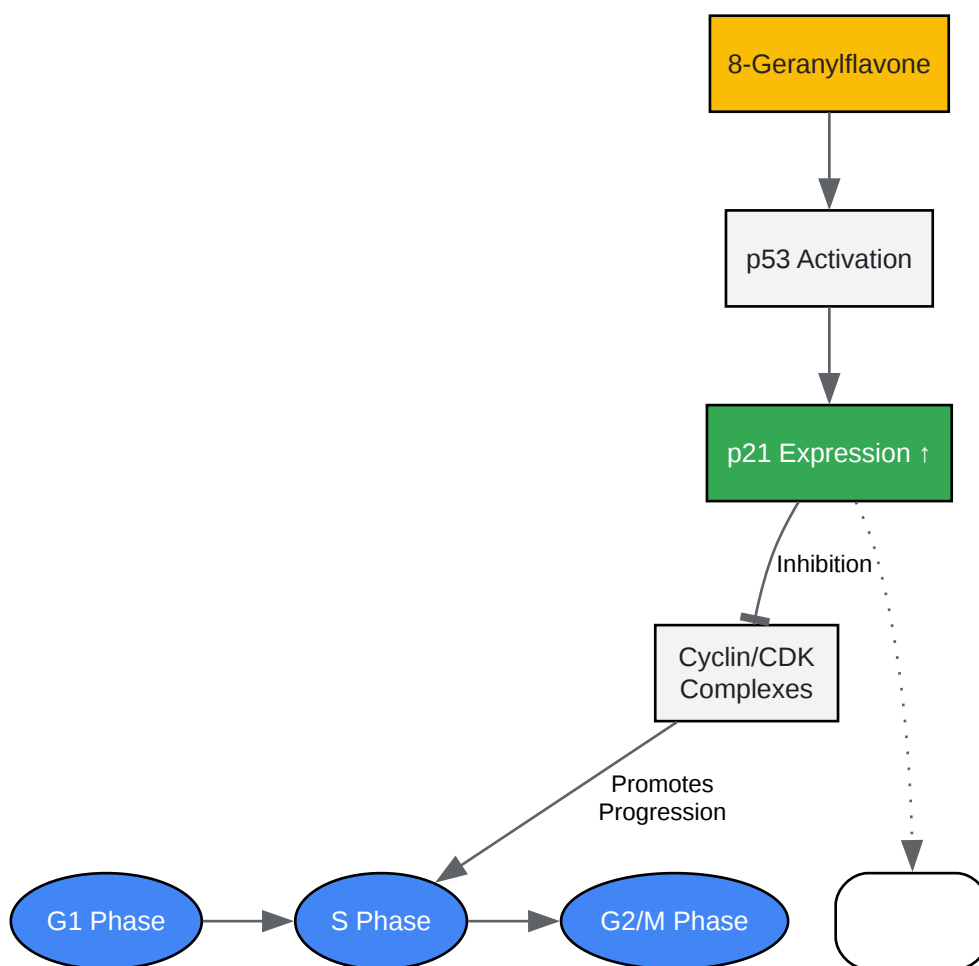 8-Geranylflavone
p53 Activation
p21 Expression ↑
Inhibition
Cyclin/CDK
Complexes
Promotes
Progression
G1 Phase
S Phase
G2/M Phase